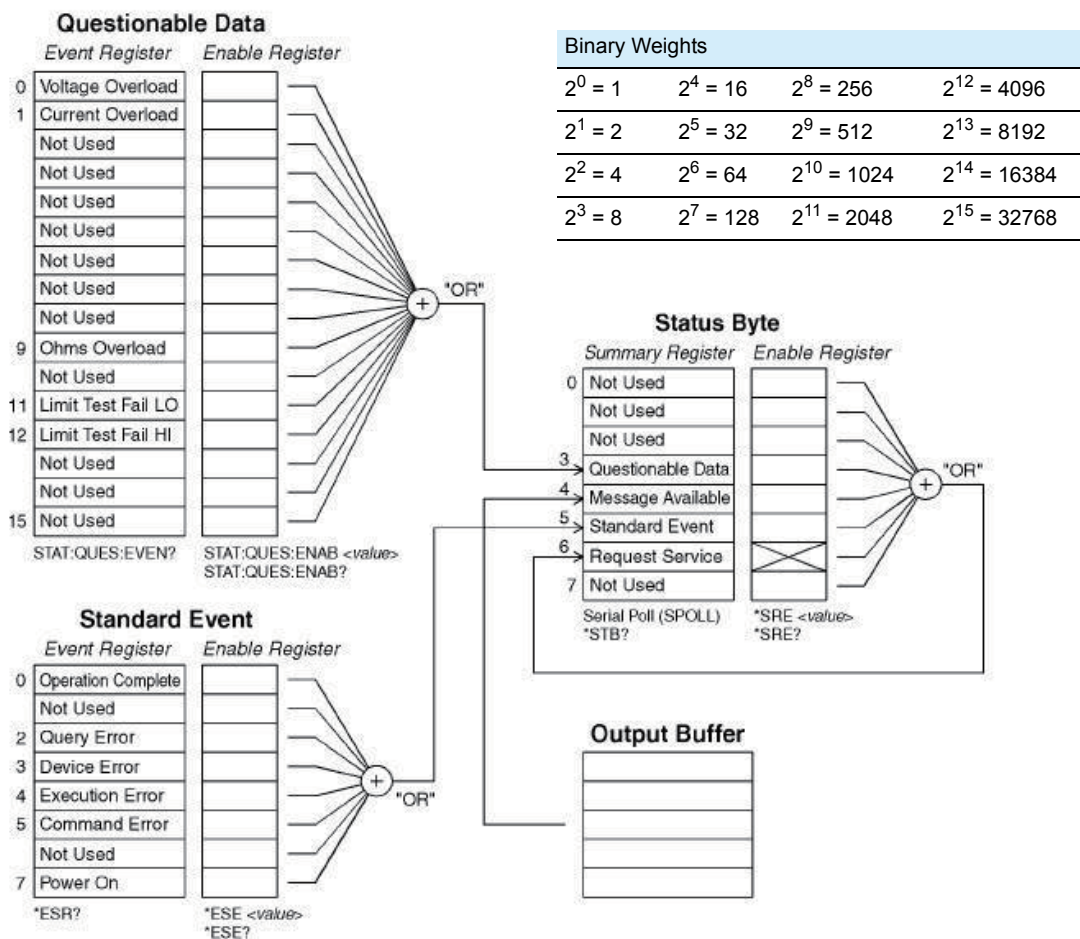 Questionable Data
Event Register Enable Register
0 Voltage Overload
1 Current Overload
Not Used
Not Used
Not Used
Not Used
Not Used
Not Used
Not Used
9 Ohms Overload
Not Used
11 Limit Test Fail LO
12 Limit Test Fail HI
Not Used
Not Used
15 Not Used
STAT:QUES:EVEN? STAT:QUES:ENAB <value>
STAT:QUES:ENAB?
+ "OR"
Binary Weights
2^0 = 1 2^4 = 16 2^8 = 256 2^12 = 4096
2^1 = 2 2^5 = 32 2^9 = 512 2^13 = 8192
2^2 = 4 2^6 = 64 2^10 = 1024 2^14 = 16384
2^3 = 8 2^7 = 128 2^11 = 2048 2^15 = 32768
Status Byte
Summary Register Enable Register
0 Not Used
Not Used
Not Used
3 Questionable Data
4 Message Available
5 Standard Event
6 Request Service
7 Not Used
Serial Poll (SPOLL) *SRE <value>
*STB? *SRE?
+ "OR"
Standard Event
Event Register Enable Register
0 Operation Complete
Not Used
2 Query Error
3 Device Error
4 Execution Error
5 Command Error
Not Used
7 Power On
*ESR? *ESE <value>
*ESE?
+ "OR"
Output Buffer